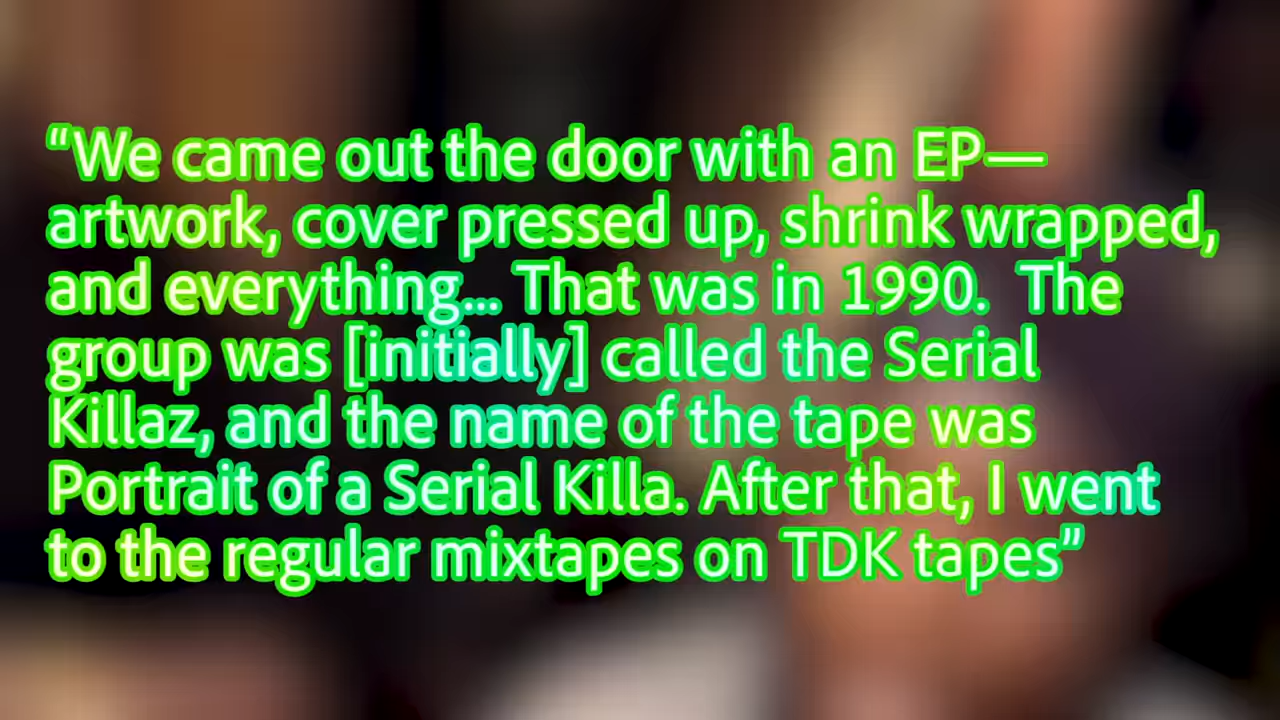 “We came out the door with an EP—
artwork, cover pressed up, shrink wrapped,
and everything... That was in 1990.  The
group was [initially] called the Serial
Killaz, and the name of the tape was
Portrait of a Serial Killa. After that, I went
to the regular mixtapes on TDK tapes”